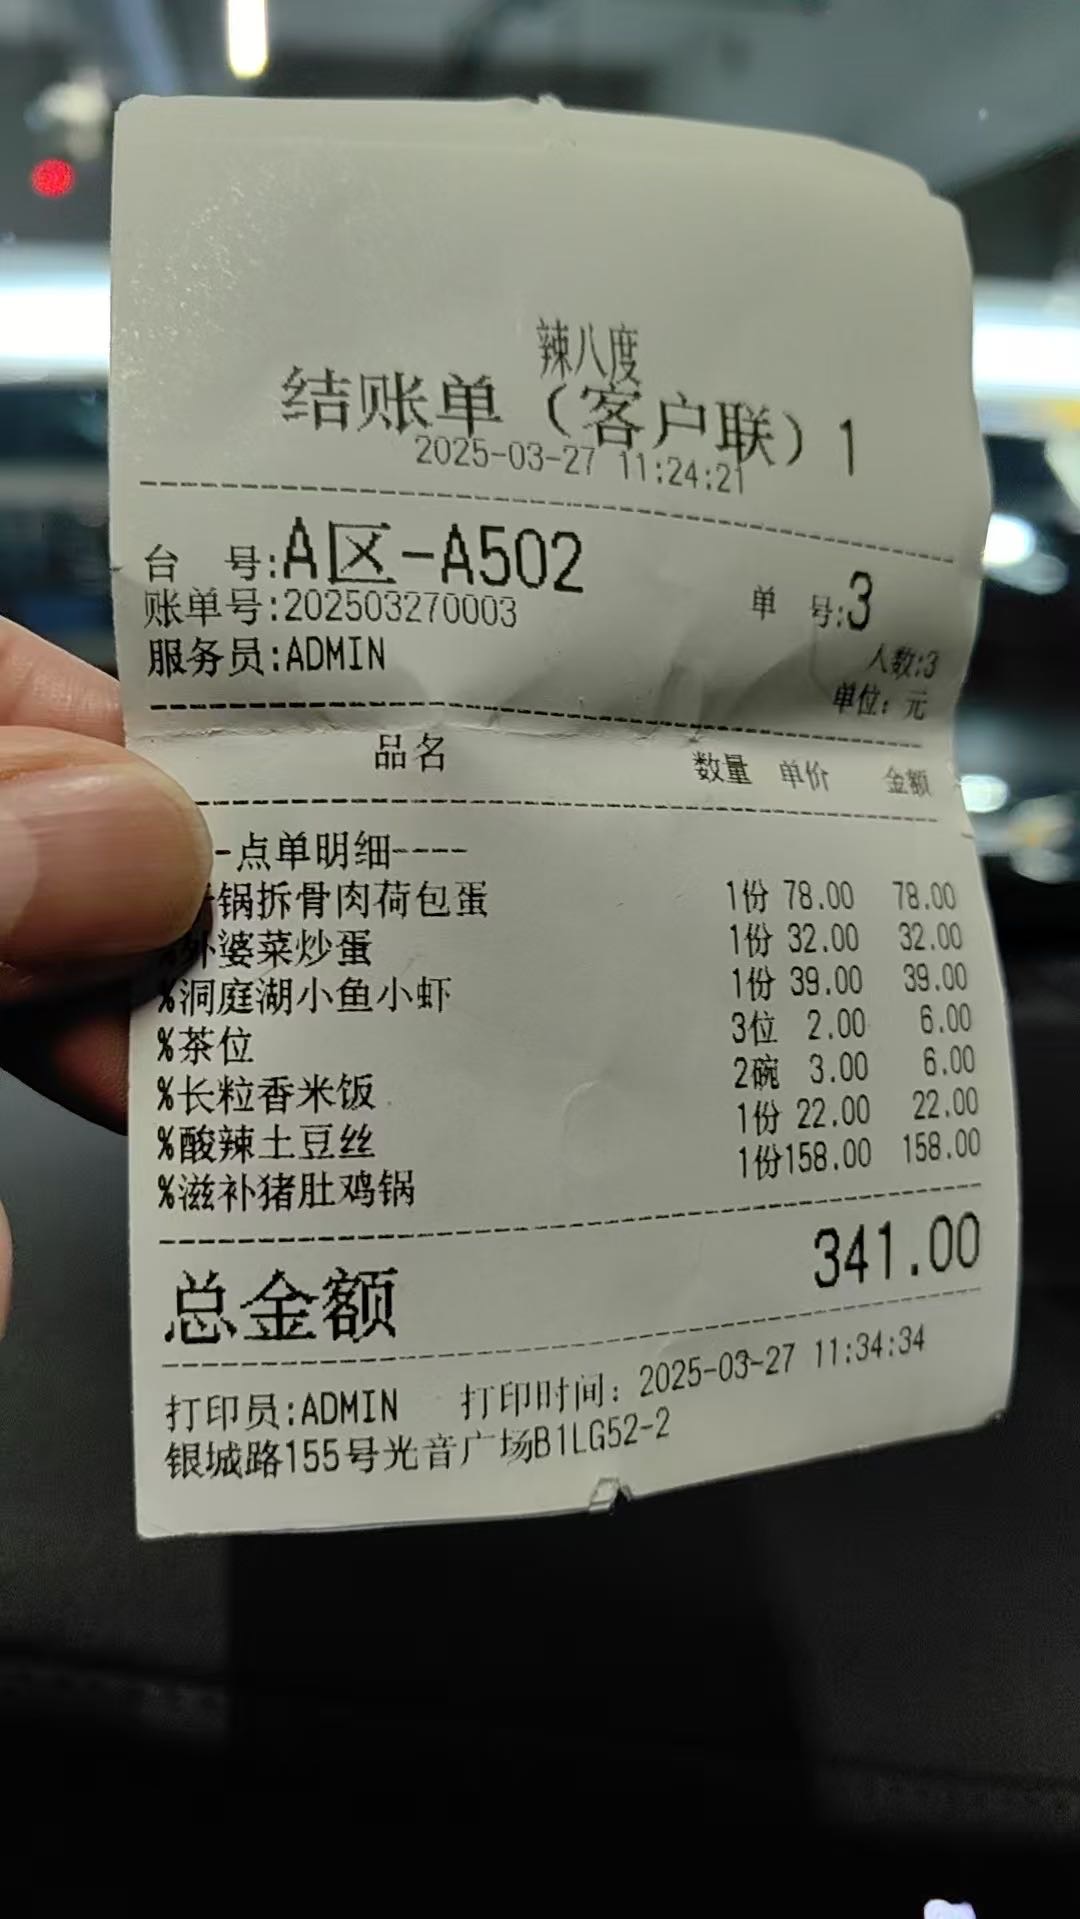 辣八度
结账单（客户联）1
2025-03-27 11:24:21
台 号:A区-A502 单 号:3
账单号:202503270003
服务员:ADMIN 人数:3
单位：元
品名 数量 单价 金额
-点单明细----
锅拆骨肉荷包蛋 1份 78.00 78.00
外婆菜炒蛋 1份 32.00 32.00
%洞庭湖小鱼小虾 1份 39.00 39.00
%茶位 3位 2.00 6.00
%长粒香米饭 2碗 3.00 6.00
%酸辣土豆丝 1份 22.00 22.00
%滋补猪肚鸡锅 1份 158.00 158.00
总金额 341.00
打印员:ADMIN 打印时间：2025-03-27 11:34:34
银城路155号光音广场B1LG52-2